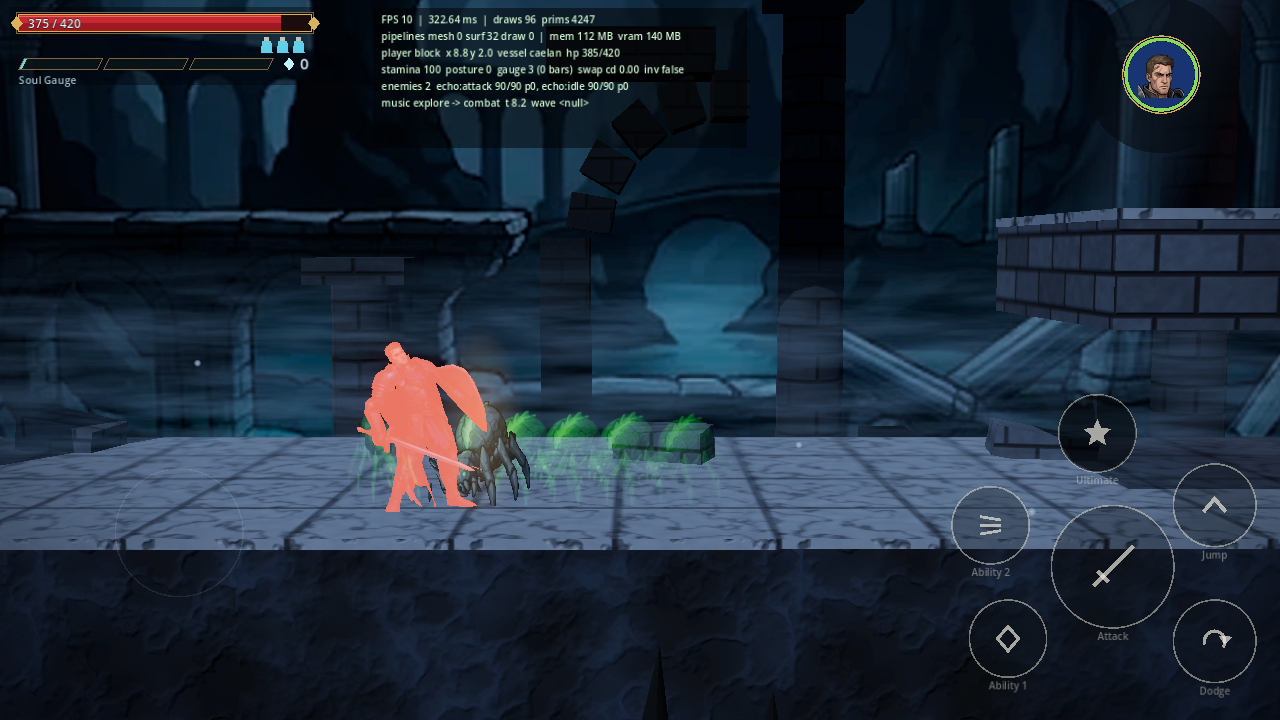 375 / 420
0
Soul Gauge
FPS 10 | 322.64 ms | draws 96 prims 4247
pipelines mesh 0 surf 32 draw 0 | mem 112 MB vram 140 MB
player block x 8.8 y 2.0 vessel caelan hp 385/420
stamina 100 posture 0 gauge 3 (0 bars) swap cd 0.00 inv false
enemies 2 echo:attack 90/90 p0, echo:idle 90/90 p0
music explore -> combat t 8.2 wave <null>
Ultimate
Jump
Ability 2
Attack
Ability 1
Dodge